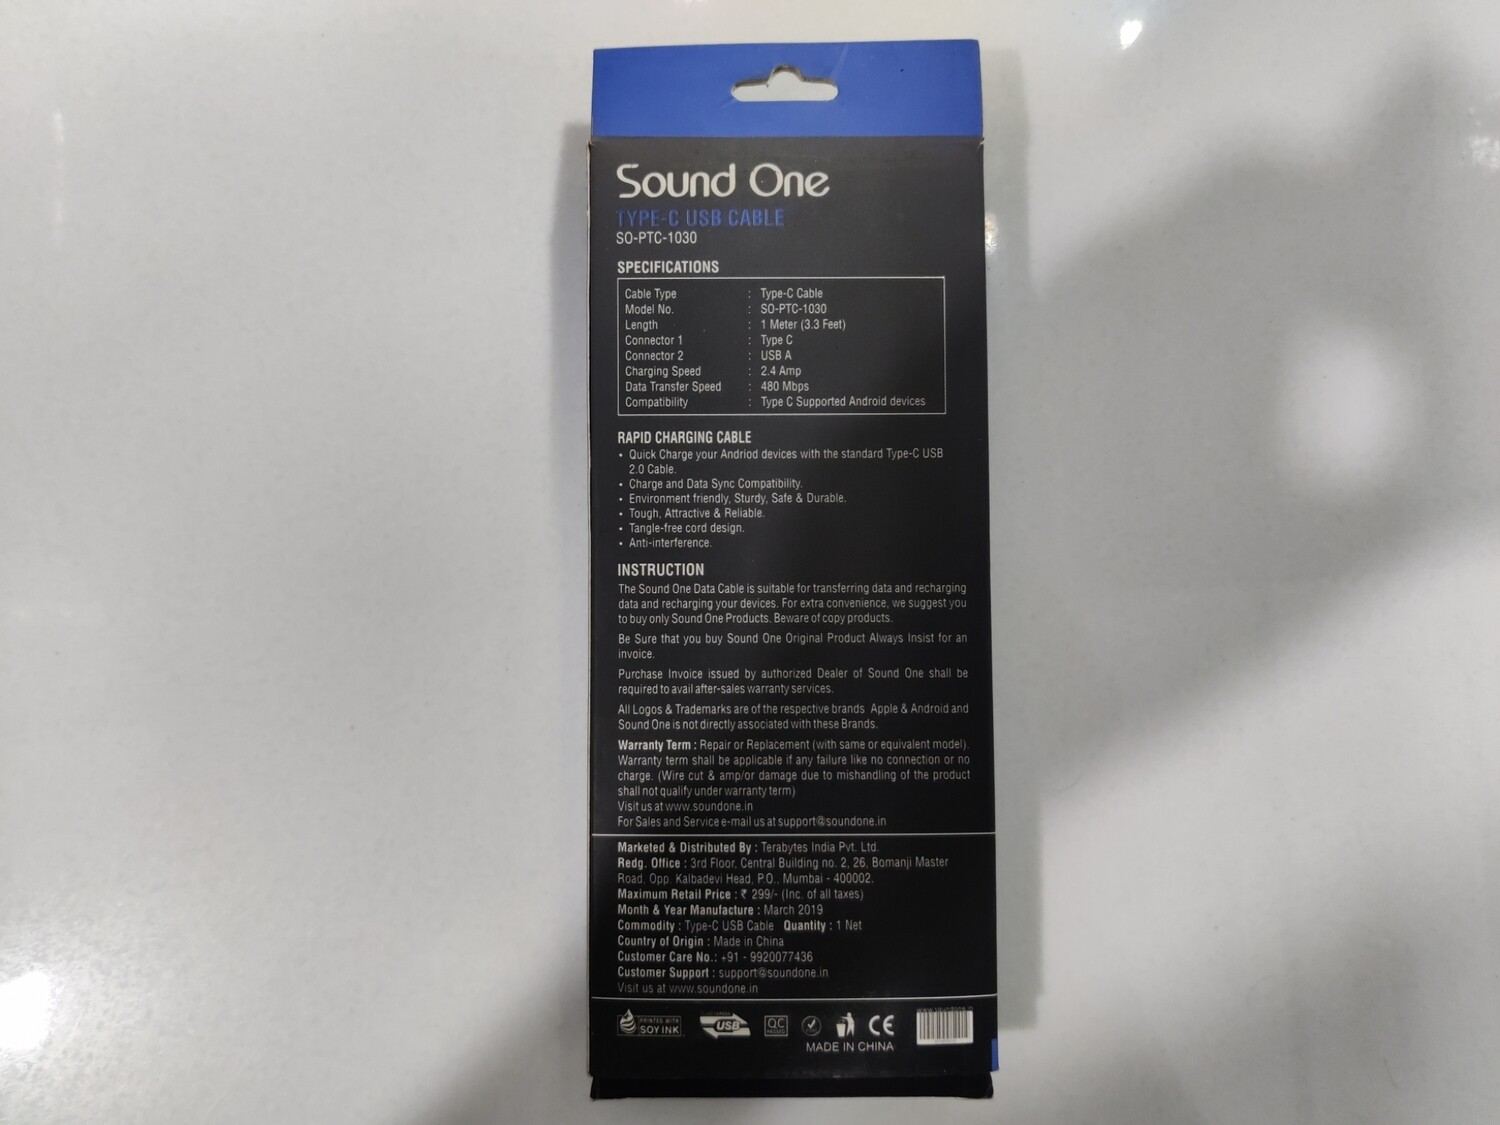 Sound One
TYPE-C USB CABLE
SO-PTC-1030
SPECIFICATIONS
Cable Type : Type-C Cable
Model No. : SO-PTC-1030
Length : 1 Meter (3.3 Feet)
Connector 1 : Type C
Connector 2 : USB A
Charging Speed : 2.4 Amp
Data Transfer Speed : 480 Mbps
Compatibility : Type C Supported Android devices
RAPID CHARGING CABLE
• Quick Charge your Andriod devices with the standard Type-C USB
2.0 Cable.
• Charge and Data Sync Compatibility.
• Environment friendly, Sturdy, Safe & Durable.
• Tough, Attractive & Reliable.
• Tangle-free cord design.
• Anti-interference.
INSTRUCTION
The Sound One Data Cable is suitable for transferring data and recharging
data and recharging your devices. For extra convenience, we suggest you
to buy only Sound One Products. Beware of copy products.
Be Sure that you buy Sound One Original Product Always Insist for an
invoice.
Purchase Invoice issued by authorized Dealer of Sound One shall be
required to avail after-sales warranty services.
All Logos & Trademarks are of the respective brands Apple & Android and
Sound One is not directly associated with these Brands.
Warranty Term : Repair or Replacement (with same or equivalent model).
Warranty term shall be applicable if any failure like no connection or no
charge. (Wire cut & amp/or damage due to mishandling of the product
shall not qualify under warranty term)
Visit us at www.soundone.in
For Sales and Service e-mail us at support@soundone.in
Marketed & Distributed By : Terabytes India Pvt. Ltd.
Redg. Office : 3rd Floor, Central Building no. 2, 26, Bomanji Master
Road, Opp. Kalbadevi Head, P.O., Mumbai - 400002.
Maximum Retail Price : ₹ 299/- (Inc. of all taxes)
Month & Year Manufacture : March 2019
Commodity : Type-C USB Cable Quantity : 1 Net
Country of Origin : Made in China
Customer Care No.: +91 - 9920077436
Customer Support : support@soundone.in
Visit us at www.soundone.in
PRINTED WITH
SOY INK
USB
QC
CE
MADE IN CHINA